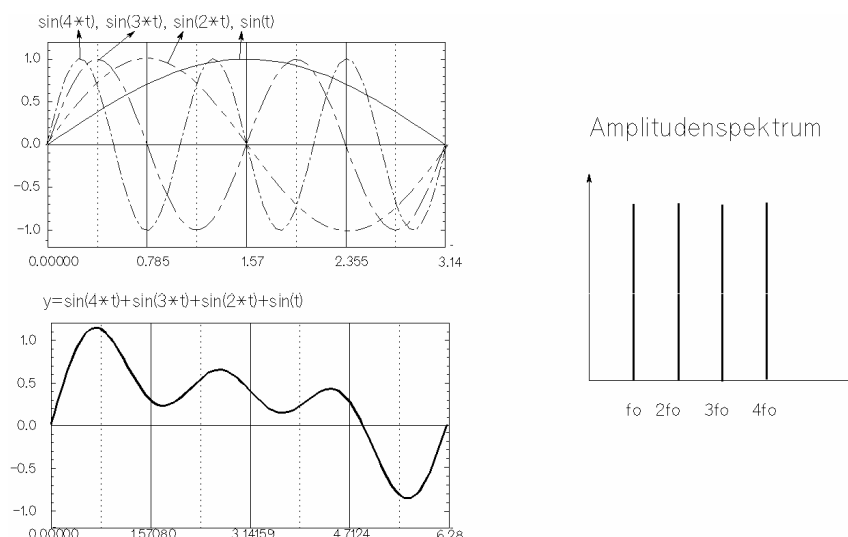 sin(4*t), sin(3*t), sin(2*t), sin(t)
1.0
0.5
0.0
-0.5
-1.0
0.00000 0.785 1.57 2.355 3.14
y=sin(4*t)+sin(3*t)+sin(2*t)+sin(t)
1.0
0.5
0.0
-0.5
-1.0
0.00000 1.57080 3.14159 4.7124 6.28
Amplitudenspektrum
fo 2fo 3fo 4fo